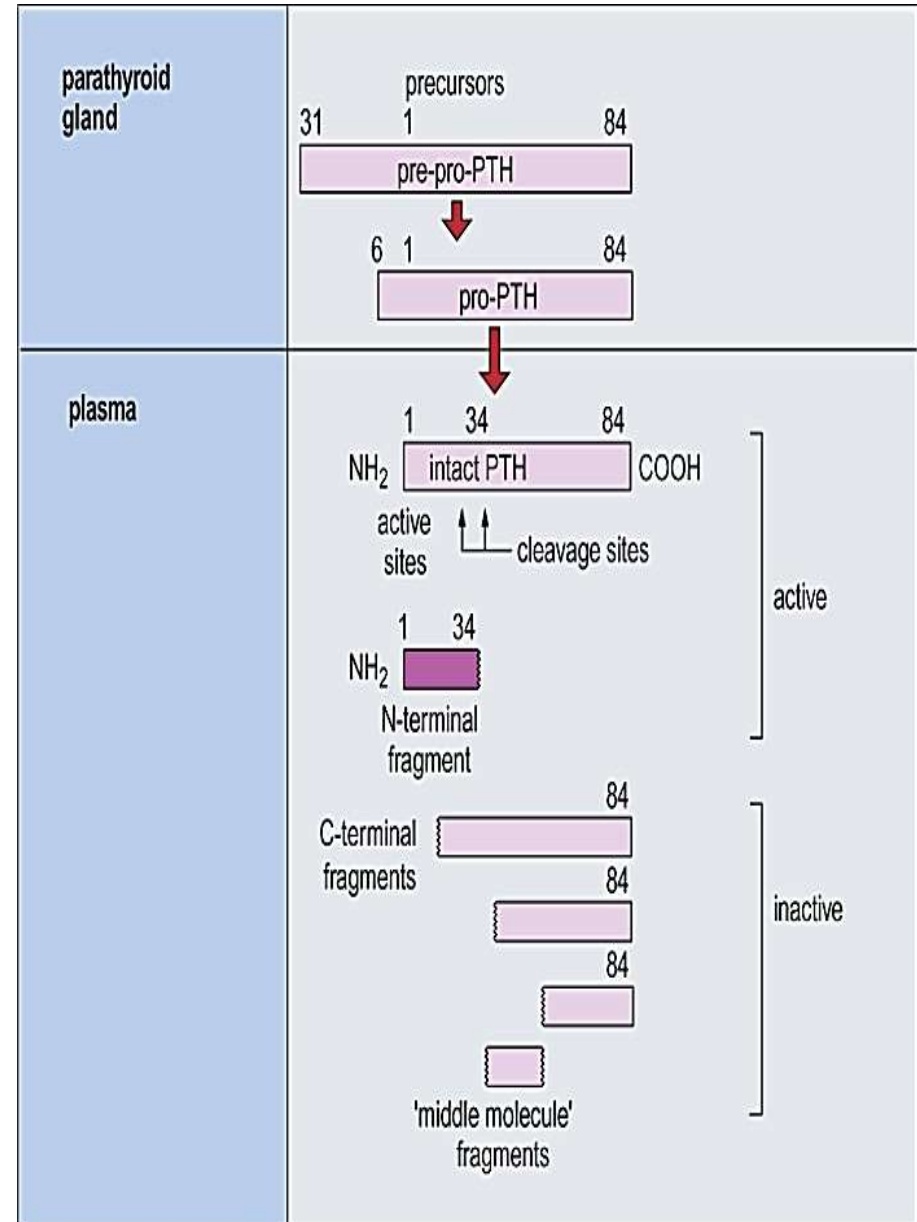 parathyroid
gland
precursors
31 1 84
pre-pro-PTH
6 1 84
pro-PTH
plasma
1 34 84
NH2 intact PTH COOH
active
sites
cleavage sites
active
1 34
NH2
N-terminal
fragment
84
C-terminal
fragments
84
inactive
84
'middle molecule'
fragments